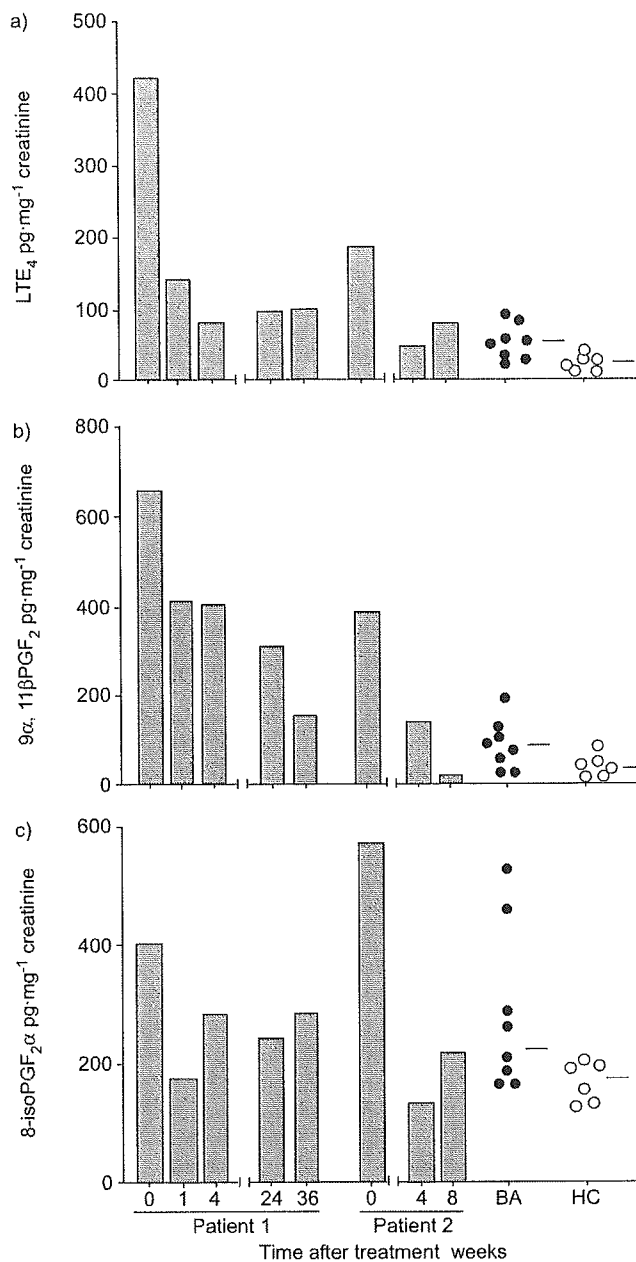 a)
500
400
300
200
100
0
LTE4 pg·mg-1 creatinine
b)
800
600
400
200
0
9α, 11βPGF2 pg·mg-1 creatinine
c)
600
400
200
0
8-isoPGF2α pg·mg-1 creatinine
0 1 4 24 36 0 4 8 BA HC
Patient 1 Patient 2
Time after treatment weeks